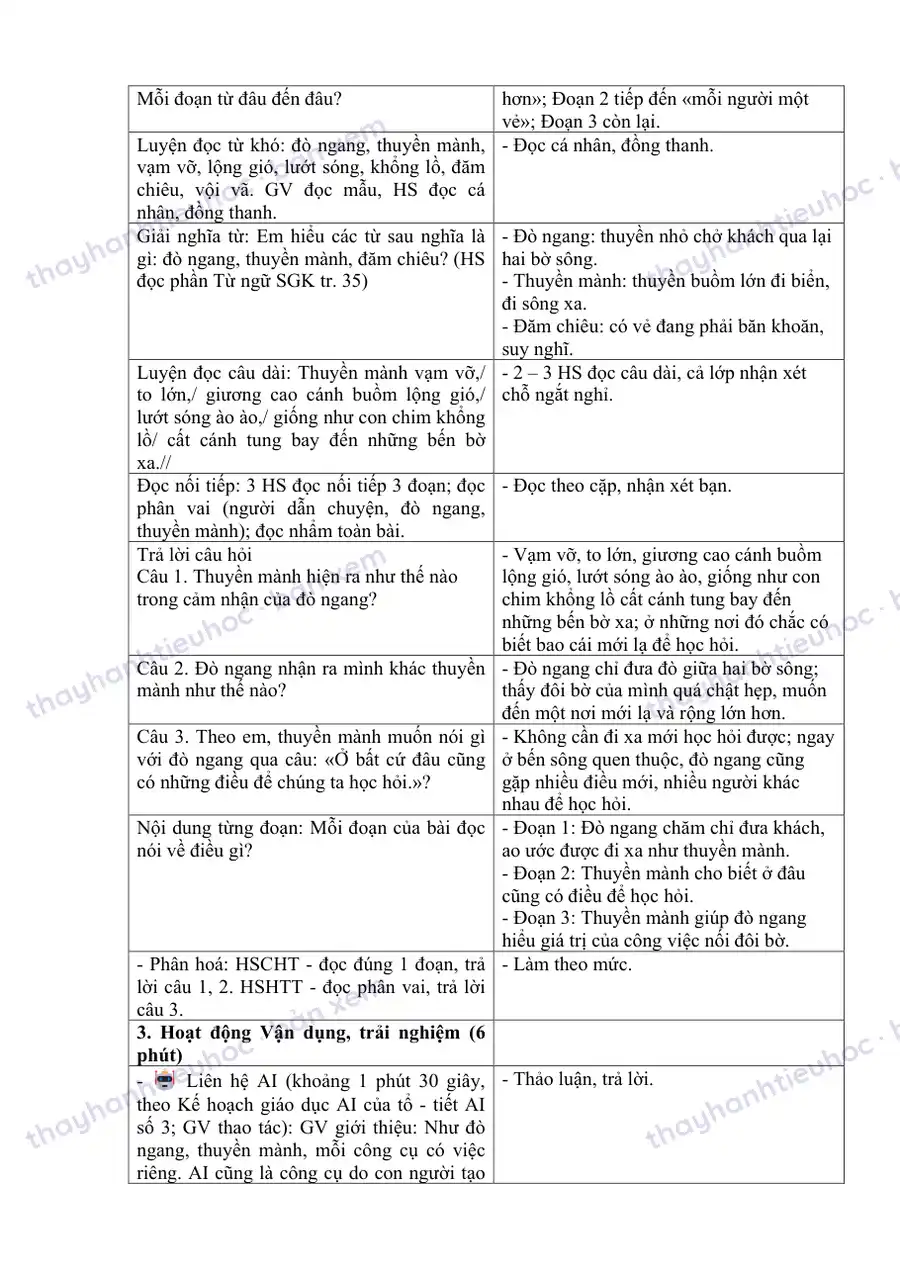 Mỗi đoạn từ đâu đến đâu?
hơn»; Đoạn 2 tiếp đến «mỗi người một
vẻ»; Đoạn 3 còn lại.
Luyện đọc từ khó: đò ngang, thuyền mành,
vạm vỡ, lộng gió, lướt sóng, khổng lồ, đăm
chiêu, vội vã. GV đọc mẫu, HS đọc cá
nhân, đồng thanh.
- Đọc cá nhân, đồng thanh.
Giải nghĩa từ: Em hiểu các từ sau nghĩa là
gì: đò ngang, thuyền mành, đăm chiêu? (HS
đọc phần Từ ngữ SGK tr. 35)
- Đò ngang: thuyền nhỏ chở khách qua lại
hai bờ sông.
- Thuyền mành: thuyền buồm lớn đi biển,
đi sông xa.
- Đăm chiêu: có vẻ đang phải băn khoăn,
suy nghĩ.
Luyện đọc câu dài: Thuyền mành vạm vỡ,/
to lớn,/ giương cao cánh buồm lộng gió,/
lướt sóng ào ào,/ giống như con chim khổng
lồ/ cất cánh tung bay đến những bến bờ
xa.//
- 2 – 3 HS đọc câu dài, cả lớp nhận xét
chỗ ngắt nghỉ.
Đọc nối tiếp: 3 HS đọc nối tiếp 3 đoạn; đọc
phân vai (người dẫn chuyện, đò ngang,
thuyền mành); đọc nhẩm toàn bài.
- Đọc theo cặp, nhận xét bạn.
Trả lời câu hỏi
Câu 1. Thuyền mành hiện ra như thế nào
trong cảm nhận của đò ngang?
- Vạm vỡ, to lớn, giương cao cánh buồm
lộng gió, lướt sóng ào ào, giống như con
chim khổng lồ cất cánh tung bay đến
những bến bờ xa; ở những nơi đó chắc có
biết bao cái mới lạ để học hỏi.
Câu 2. Đò ngang nhận ra mình khác thuyền
mành như thế nào?
- Đò ngang chỉ đưa đò giữa hai bờ sông;
thấy đôi bờ của mình quá chật hẹp, muốn
đến một nơi mới lạ và rộng lớn hơn.
Câu 3. Theo em, thuyền mành muốn nói gì
với đò ngang qua câu: «Ở bất cứ đâu cũng
có những điều để chúng ta học hỏi.»?
- Không cần đi xa mới học hỏi được; ngay
ở bến sông quen thuộc, đò ngang cũng
gặp nhiều điều mới, nhiều người khác
nhau để học hỏi.
Nội dung từng đoạn: Mỗi đoạn của bài đọc
nói về điều gì?
- Đoạn 1: Đò ngang chăm chỉ đưa khách,
ao ước được đi xa như thuyền mành.
- Đoạn 2: Thuyền mành cho biết ở đâu
cũng có điều để học hỏi.
- Đoạn 3: Thuyền mành giúp đò ngang
hiểu giá trị của công việc nối đôi bờ.
- Phân hoá: HSCHT - đọc đúng 1 đoạn, trả
lời câu 1, 2. HSHTT - đọc phân vai, trả lời
câu 3.
- Làm theo mức.
3. Hoạt động Vận dụng, trải nghiệm (6
phút)
- Liên hệ AI (khoảng 1 phút 30 giây,
theo Kế hoạch giáo dục AI của tổ - tiết AI
số 3; GV thao tác): GV giới thiệu: Như đò
ngang, thuyền mành, mỗi công cụ có việc
riêng. AI cũng là công cụ do con người tạo
- Thảo luận, trả lời.
thayhanhtieuhoc · bản xem
thayhanhtieuhoc · b
thayhanhtieuhoc · bản xem
thayhanhtieuhoc · b
thayhanhtieuhoc · bản xem
thayhanhtieuhoc · b